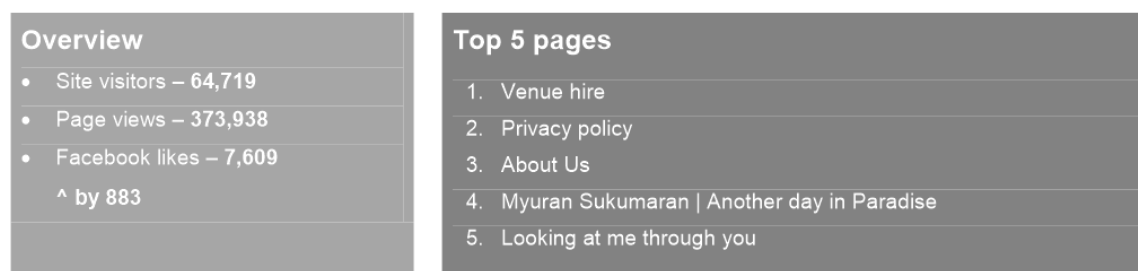 Overview
• Site visitors – 64,719
• Page views – 373,938
• Facebook likes – 7,609
^ by 883
Top 5 pages
1. Venue hire
2. Privacy policy
3. About Us
4. Myuran Sukumaran | Another day in Paradise
5. Looking at me through you